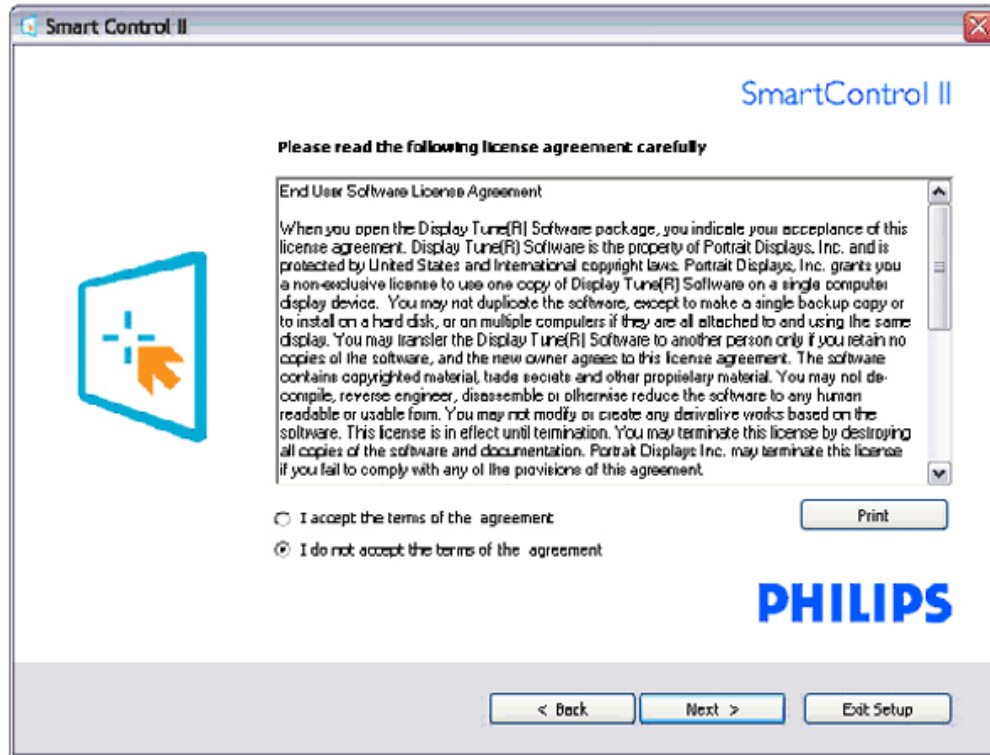 Smart Control II
SmartControl II
Please read the following license agreement carefully
End User Software License Agreement
When you open the Display Tune(R) Software package, you indicate your acceptance of this
license agreement. Display Tune(R) Software is the property of Portrait Displays, Inc. and is
protected by United States and International copyright laws. Portrait Displays, Inc. grants you
a non-exclusive license to use one copy of Display Tune(R) Software on a single computer
display device. You may not duplicate the software, except to make a single backup copy or
to install on a hard disk, or on multiple computers if they are all attached to and using the same
display. You may transfer the Display Tune(R) Software to another person only if you retain no
copies of the software, and the new owner agrees to this license agreement. The software
contains copyrighted material, trade secrets and other proprietary material. You may not de-
compile, reverse engineer, disassemble or otherwise reduce the software to any human
readable or usable form. You may not modify or create any derivative works based on the
software. This license is in effect until termination. You may terminate this license by destroying
all copies of the software and documentation. Portrait Displays Inc. may terminate this license
if you fail to comply with any of the provisions of this agreement.
I accept the terms of the agreement
Print
I do not accept the terms of the agreement
PHILIPS
< Back
Next >
Exit Setup